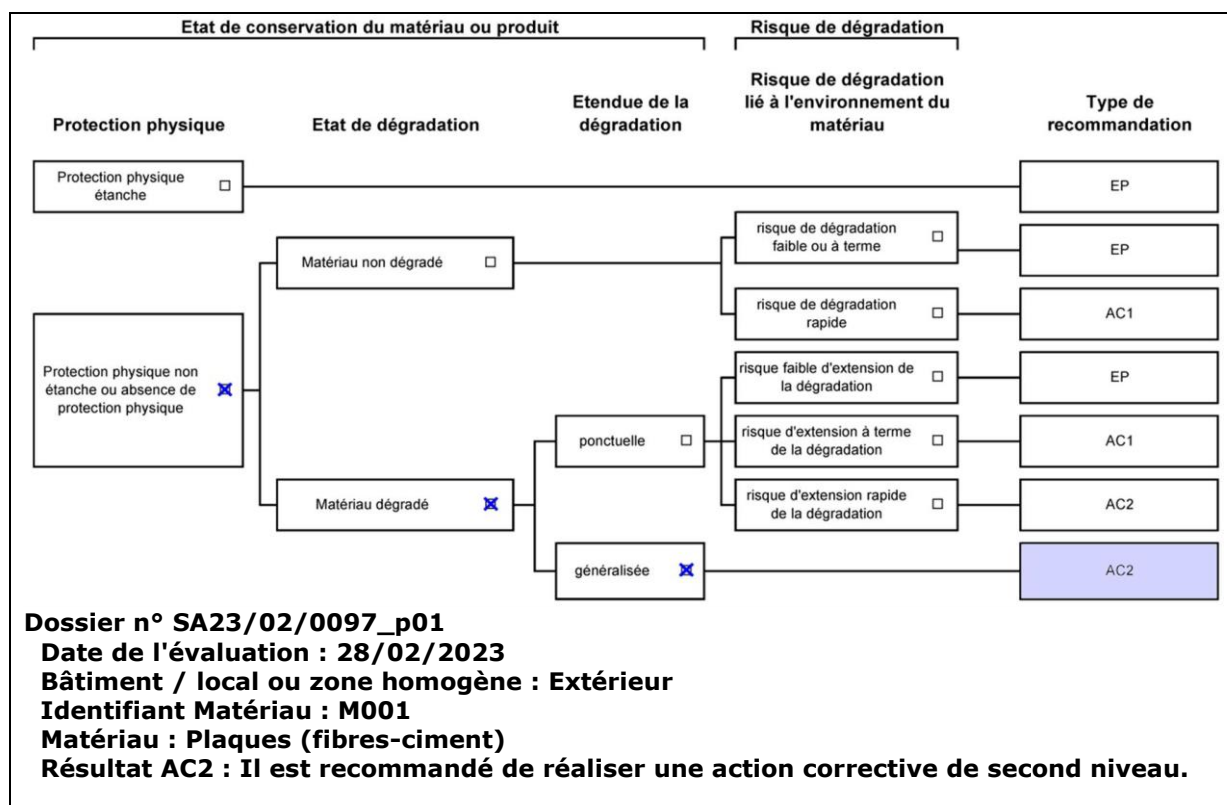 Etat de conservation du matériau ou produit
Risque de dégradation
Protection physique
Etat de dégradation
Etendue de la
dégradation
Risque de dégradation
lié à l'environnement du
matériau
Type de
recommandation
Protection physique
étanche
EP
Matériau non dégradé
risque de dégradation
faible ou à terme
EP
risque de dégradation
rapide
AC1
Protection physique non
étanche ou absence de
protection physique
risque faible d'extension de
la dégradation
EP
ponctuelle
risque d'extension à terme
de la dégradation
AC1
Matériau dégradé
risque d'extension rapide
de la dégradation
AC2
généralisée
AC2
Dossier n° SA23/02/0097_p01
Date de l'évaluation : 28/02/2023
Bâtiment / local ou zone homogène : Extérieur
Identifiant Matériau : M001
Matériau : Plaques (fibres-ciment)
Résultat AC2 : Il est recommandé de réaliser une action corrective de second niveau.